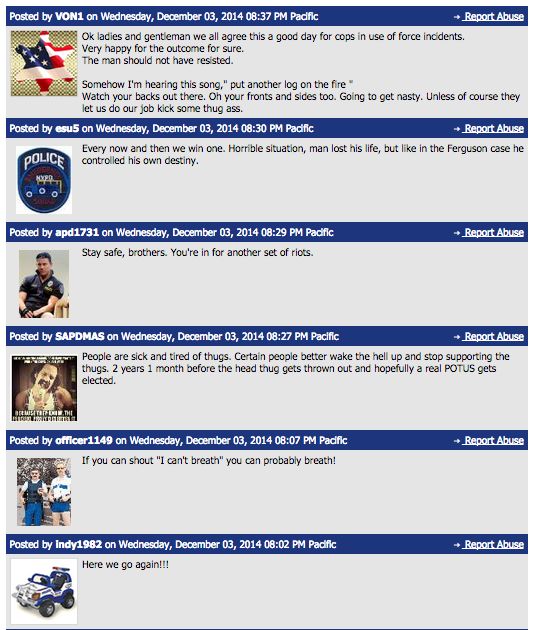 Posted by VON1 on Wednesday, December 03, 2014 08:37 PM Pacific
Report Abuse
Ok ladies and gentleman we all agree this a good day for cops in use of force incidents.
Very happy for the outcome for sure.
The man should not have resisted.
Somehow I'm hearing this song," put another log on the fire "
Watch your backs out there. Oh your fronts and sides too. Going to get nasty. Unless of course they
let us do our job kick some thug ass.
Posted by esu5 on Wednesday, December 03, 2014 08:30 PM Pacific
Report Abuse
POLICE
NYPD
Every now and then we win one. Horrible situation, man lost his life, but like in the Ferguson case he
controlled his own destiny.
Posted by apd1731 on Wednesday, December 03, 2014 08:29 PM Pacific
Report Abuse
Stay safe, brothers. You're in for another set of riots.
Posted by SAPDMAS on Wednesday, December 03, 2014 08:27 PM Pacific
Report Abuse
BECAUSE THEY KNOW, THE
People are sick and tired of thugs. Certain people better wake the hell up and stop supporting the
thugs. 2 years 1 month before the head thug gets thrown out and hopefully a real POTUS gets
elected.
Posted by officer1149 on Wednesday, December 03, 2014 08:07 PM Pacific
Report Abuse
If you can shout "I can't breath" you can probably breath!
Posted by indy1982 on Wednesday, December 03, 2014 08:02 PM Pacific
Report Abuse
Here we go again!!!